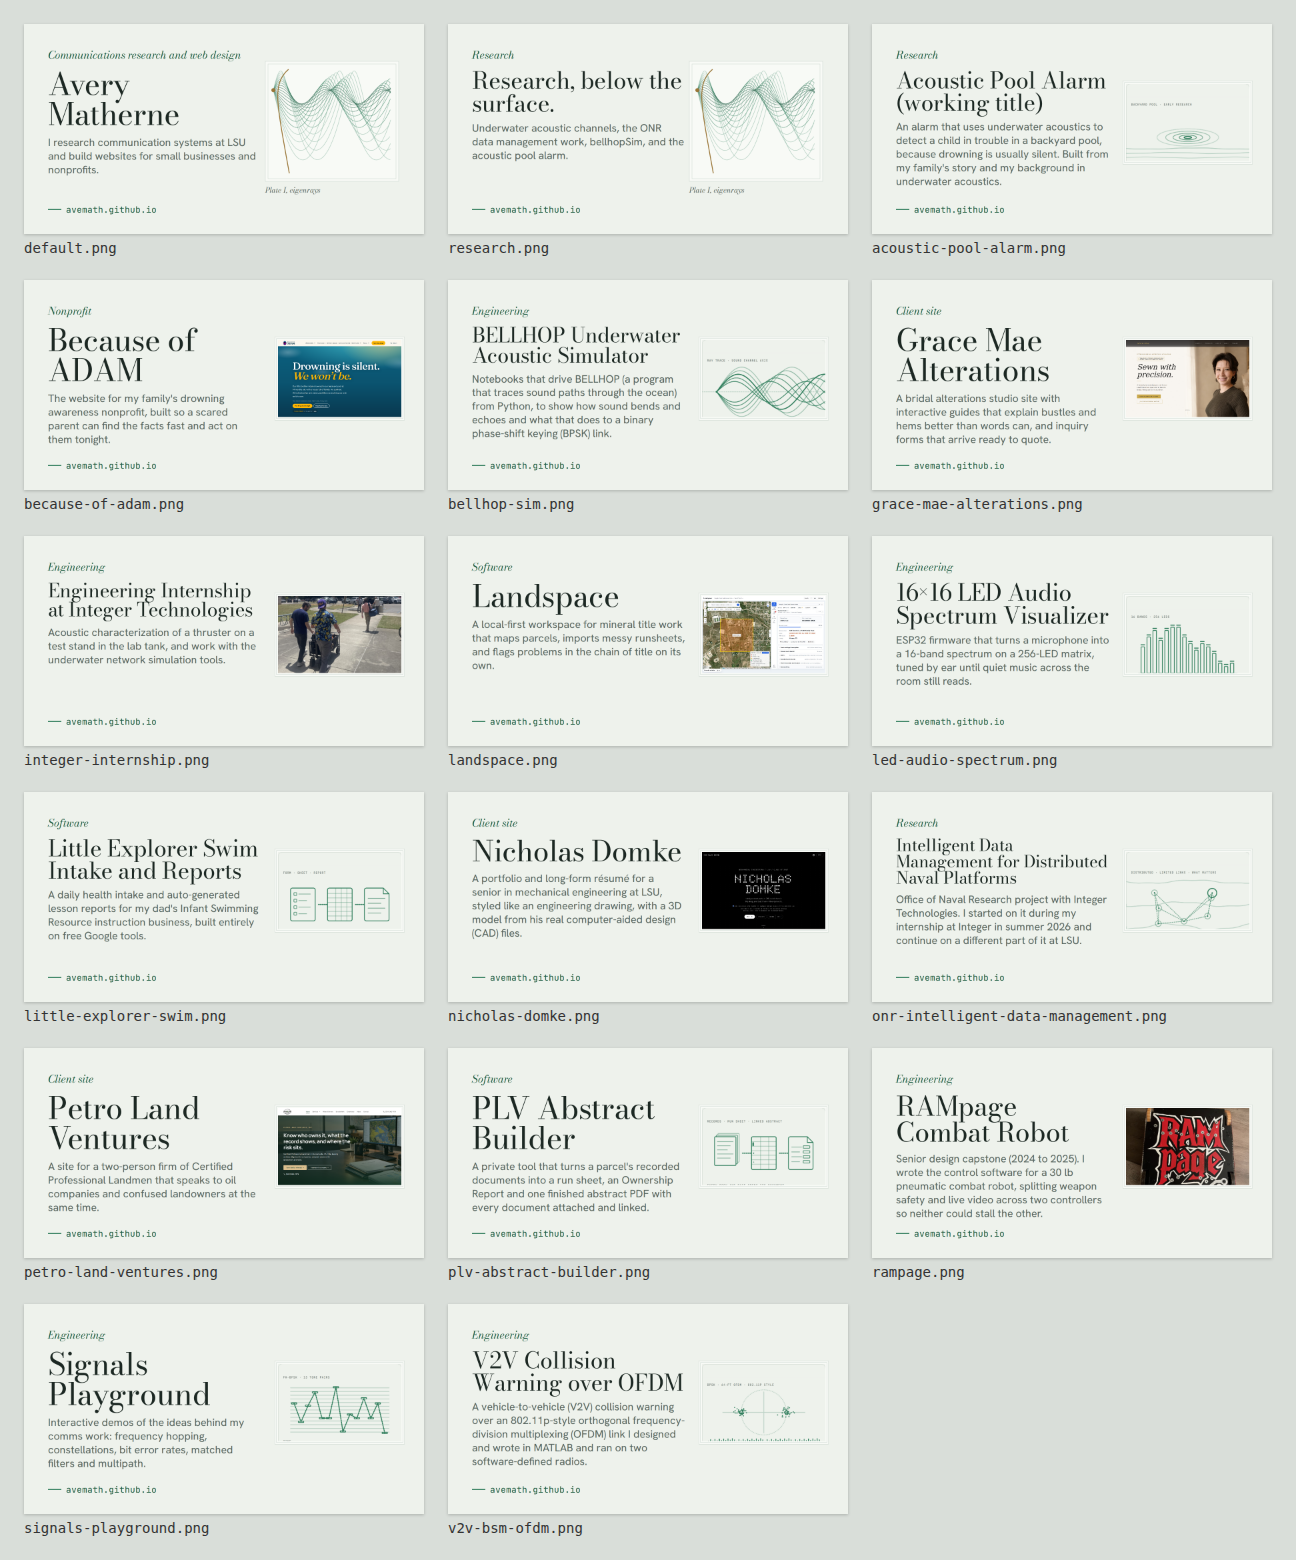 Communications research and web design
Avery
Matherne
I research communication systems at LSU
and build websites for small businesses and
nonprofits.
Plate I. eigenrays
avemath.github.io
default.png
Research
Research, below the
surface.
Underwater acoustic channels, the ONR
data management work, bellhopSim, and the
acoustic pool alarm.
Plate I. eigenrays
avemath.github.io
research.png
Research
Acoustic Pool Alarm
(working title)
An alarm that uses underwater acoustics to
detect a child in trouble in a backyard pool,
because drowning is usually silent. Built from
my family's story and my background in
underwater acoustics.
BACKYARD POOL · EARLY RESEARCH
avemath.github.io
acoustic-pool-alarm.png
Nonprofit
Because of
ADAM
The website for my family's drowning
awareness nonprofit, built so a scared
parent can find the facts fast and act on
them tonight.
Drowning is silent.
We won't be.
avemath.github.io
because-of-adam.png
Engineering
BELLHOP Underwater
Acoustic Simulator
Notebooks that drive BELLHOP (a program
that traces sound paths through the ocean)
from Python, to show how sound bends and
echoes and what that does to a binary
phase-shift keying (BPSK) link.
avemath.github.io
bellhop-sim.png
Client site
Grace Mae
Alterations
A bridal alterations studio site with
interactive guides that explain bustles and
hems better than words can, and inquiry
forms that arrive ready to quote.
Sewn with
precision.
avemath.github.io
grace-mae-alterations.png
Engineering
Engineering Internship
at Integer Technologies
Acoustic characterization of a thruster on a
test stand in the lab tank, and work with the
underwater network simulation tools.
avemath.github.io
integer-internship.png
Software
Landspace
A local-first workspace for mineral title work
that maps parcels, imports messy runsheets,
and flags problems in the chain of title on its
own.
avemath.github.io
landspace.png
Engineering
16×16 LED Audio
Spectrum Visualizer
ESP32 firmware that turns a microphone into
a 16-band spectrum on a 256-LED matrix,
tuned by ear until quiet music across the
room still reads.
avemath.github.io
led-audio-spectrum.png
Software
Little Explorer Swim
Intake and Reports
A daily health intake and auto-generated
lesson reports for my dad's Infant Swimming
Resource instruction business, built entirely
on free Google tools.
FORM · SHEET · REPORT
avemath.github.io
little-explorer-swim.png
Client site
Nicholas Domke
A portfolio and long-form résumé for a
senior in mechanical engineering at LSU,
styled like an engineering drawing, with a 3D
model from his real computer-aided design
(CAD) files.
NICHOLAS
DOMKE
avemath.github.io
nicholas-domke.png
Research
Intelligent Data
Management for Distributed
Naval Platforms
Office of Naval Research project with Integer
Technologies. I started on it during my
internship at Integer in summer 2026 and
continue on a different part of it at LSU.
avemath.github.io
onr-intelligent-data-management.png
Client site
Petro Land
Ventures
A site for a two-person firm of Certified
Professional Landmen that speaks to oil
companies and confused landowners at the
same time.
Know who owns it, what the
record shows, and where the
risk sits.
avemath.github.io
petro-land-ventures.png
Software
PLV Abstract
Builder
A private tool that turns a parcel's recorded
documents into a run sheet, an Ownership
Report and one finished abstract PDF with
every document attached and linked.
RECORDS · RUN SHEET · LINKED ABSTRACT
avemath.github.io
plv-abstract-builder.png
Engineering
RAMpage
Combat Robot
Senior design capstone (2024 to 2025). I
wrote the control software for a 30 lb
pneumatic combat robot, splitting weapon
safety and live video across two controllers
so neither could stall the other.
RAM
page
avemath.github.io
rampage.png
Engineering
Signals
Playground
Interactive demos of the ideas behind my
comms work: frequency hopping,
constellations, bit error rates, matched
filters and multipath.
avemath.github.io
signals-playground.png
Engineering
V2V Collision
Warning over OFDM
A vehicle-to-vehicle (V2V) collision warning
over an 802.11p-style orthogonal frequency-
division multiplexing (OFDM) link I designed
and wrote in MATLAB and ran on two
software-defined radios.
avemath.github.io
v2v-bsm-ofdm.png